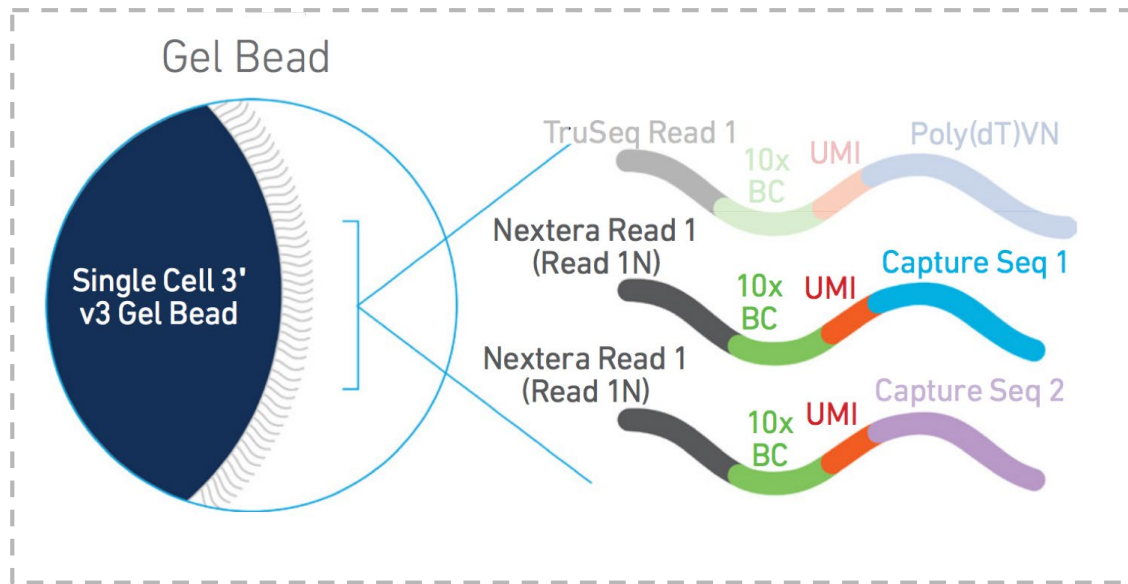 Gel Bead
Single Cell 3'
v3 Gel Bead
TruSeq Read 1
10x
BC
UMI
Poly(dT)VN
Nextera Read 1
(Read 1N)
10x
BC
UMI
Capture Seq 1
Nextera Read 1
(Read 1N)
10x
BC
UMI
Capture Seq 2